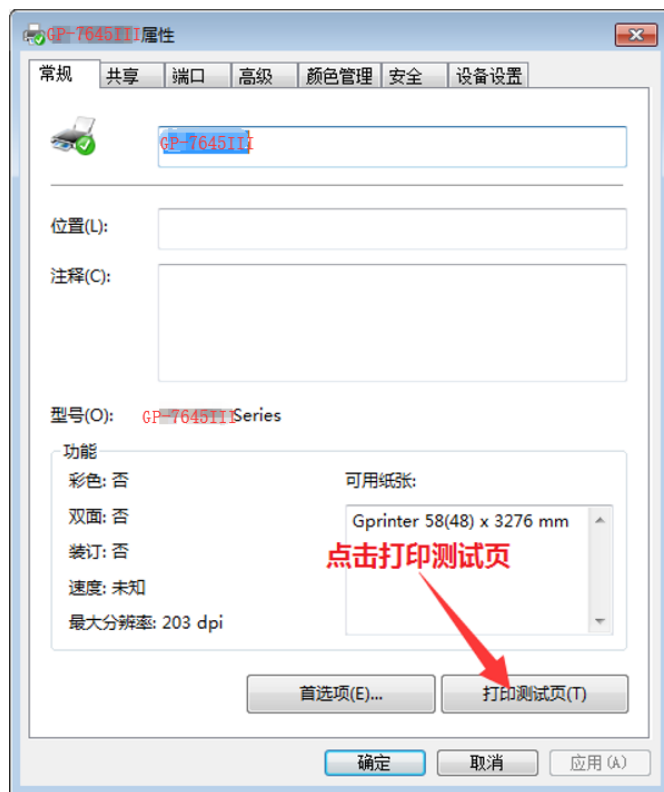 GP-7645III属性
常规 共享 端口 高级 颜色管理 安全 设备设置
GP-7645III
位置(L):
注释(C):
型号(O): GP-7645III Series
功能
彩色: 否
可用纸张:
双面: 否
Gprinter 58(48) x 3276 mm
装订: 否
点击打印测试页
速度: 未知
最大分辨率: 203 dpi
首选项(E)... 打印测试页(T)
确定 取消 应用(A)